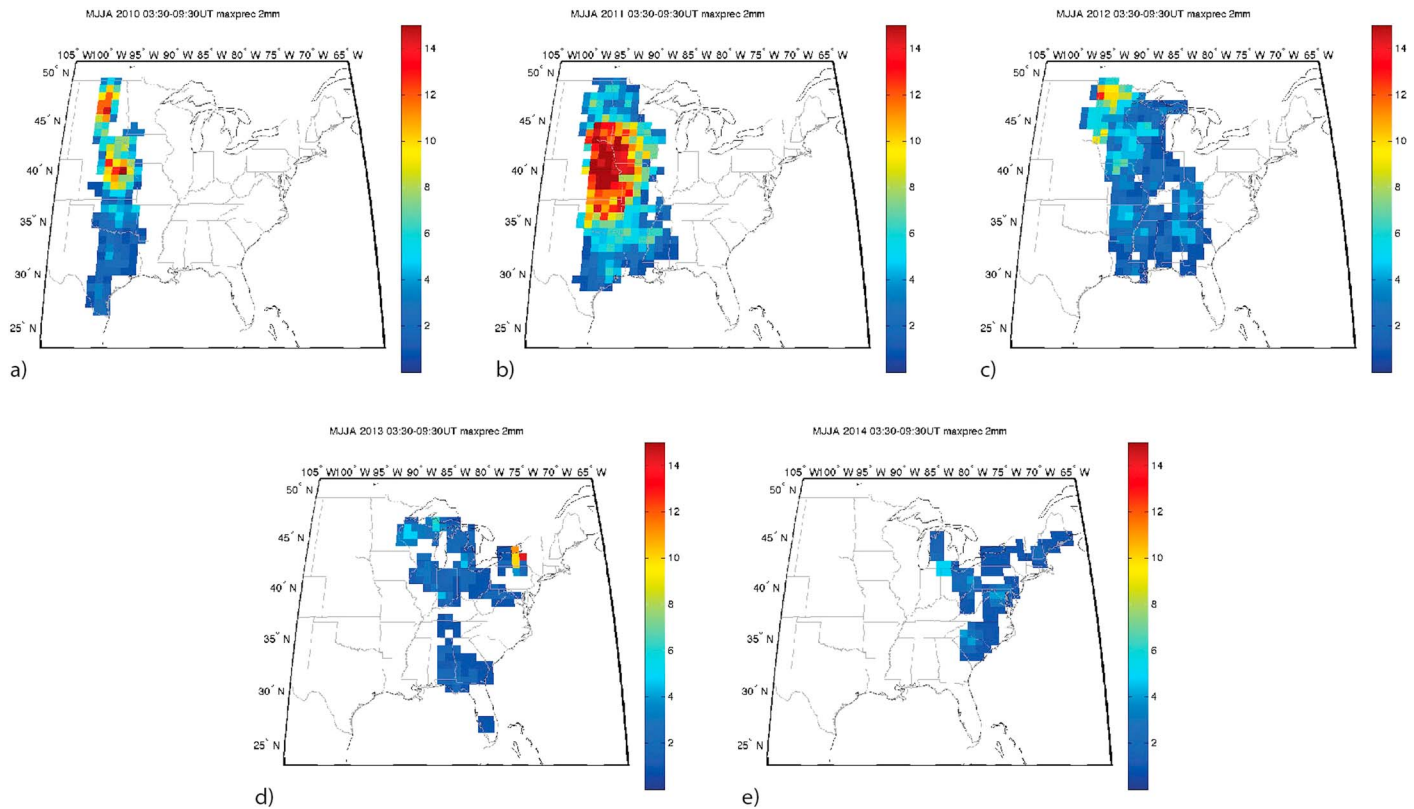 MJJA 2010 03:30-09:30UT maxprec 2mm
105° W100° W 95° W 90° W 85° W 80° W 75° W 70° W 65° W
50° N
45° N
40° N
35° N
30° N
25° N
14
12
10
8
6
4
2
a)
MJJA 2011 03:30-09:30UT maxprec 2mm
105° W100° W 95° W 90° W 85° W 80° W 75° W 70° W 65° W
50° N
45° N
40° N
35° N
30° N
25° N
14
12
10
8
6
4
2
b)
MJJA 2012 03:30-09:30UT maxprec 2mm
105° W100° W 95° W 90° W 85° W 80° W 75° W 70° W 65° W
50° N
45° N
40° N
35° N
30° N
25° N
14
12
10
8
6
4
2
c)
MJJA 2013 03:30-09:30UT maxprec 2mm
105° W100° W 95° W 90° W 85° W 80° W 75° W 70° W 65° W
50° N
45° N
40° N
35° N
30° N
25° N
14
12
10
8
6
4
2
d)
MJJA 2014 03:30-09:30UT maxprec 2mm
105° W100° W 95° W 90° W 85° W 80° W 75° W 70° W 65° W
50° N
45° N
40° N
35° N
30° N
25° N
14
12
10
8
6
4
2
e)